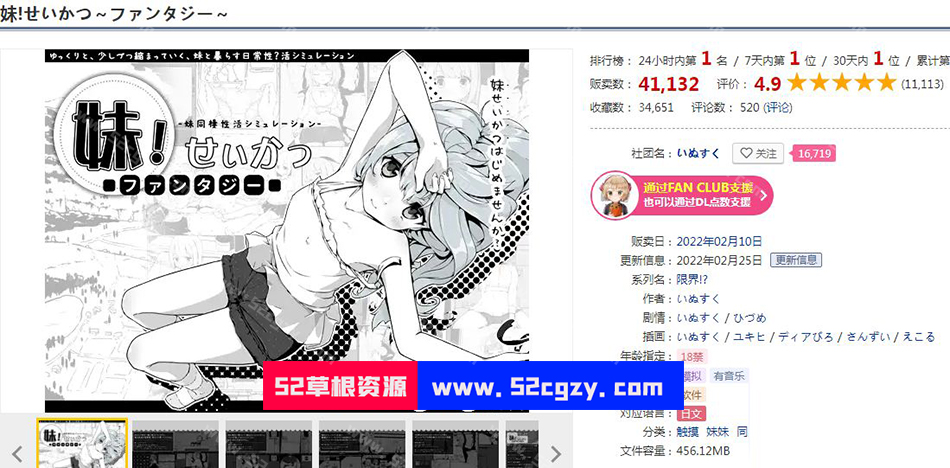 妹!せいかつ～ファンタジー～
ゆっくりと、少しづつ縮まっていく、妹と暮らす日常性?活シミュレーション
妹!
-妹同棲性活シミュレーション-
せいかつ
■ファンタジー■
妹せいかつはじめませんか?
排行榜： 24小时内第 1 名 / 7天内第 1 位 / 30天内 1 位 / 累计第
贩卖数： 41,132 评价： 4.9 ★★★★★ (11,113)
收藏数： 34,651 评论数： 520 (评论)
社团名： いぬすく 关注 16,719
通过FAN CLUB支援
也可以通过DL点数支援
贩卖日： 2022年02月10日
更新信息： 2022年02月25日 更新信息
系列名： 限界!?
作者： いぬすく
剧情： いぬすく / ひづめ
插画： いぬすく / ユキヒ / ディアびる / さんずい / えこる
年龄指定： 18禁
模拟 有音乐
软件
对应语言： 日文
分类： 触摸 妹妹 同
文件容量： 456.12MB
52草根资源 www.52cgzy.com